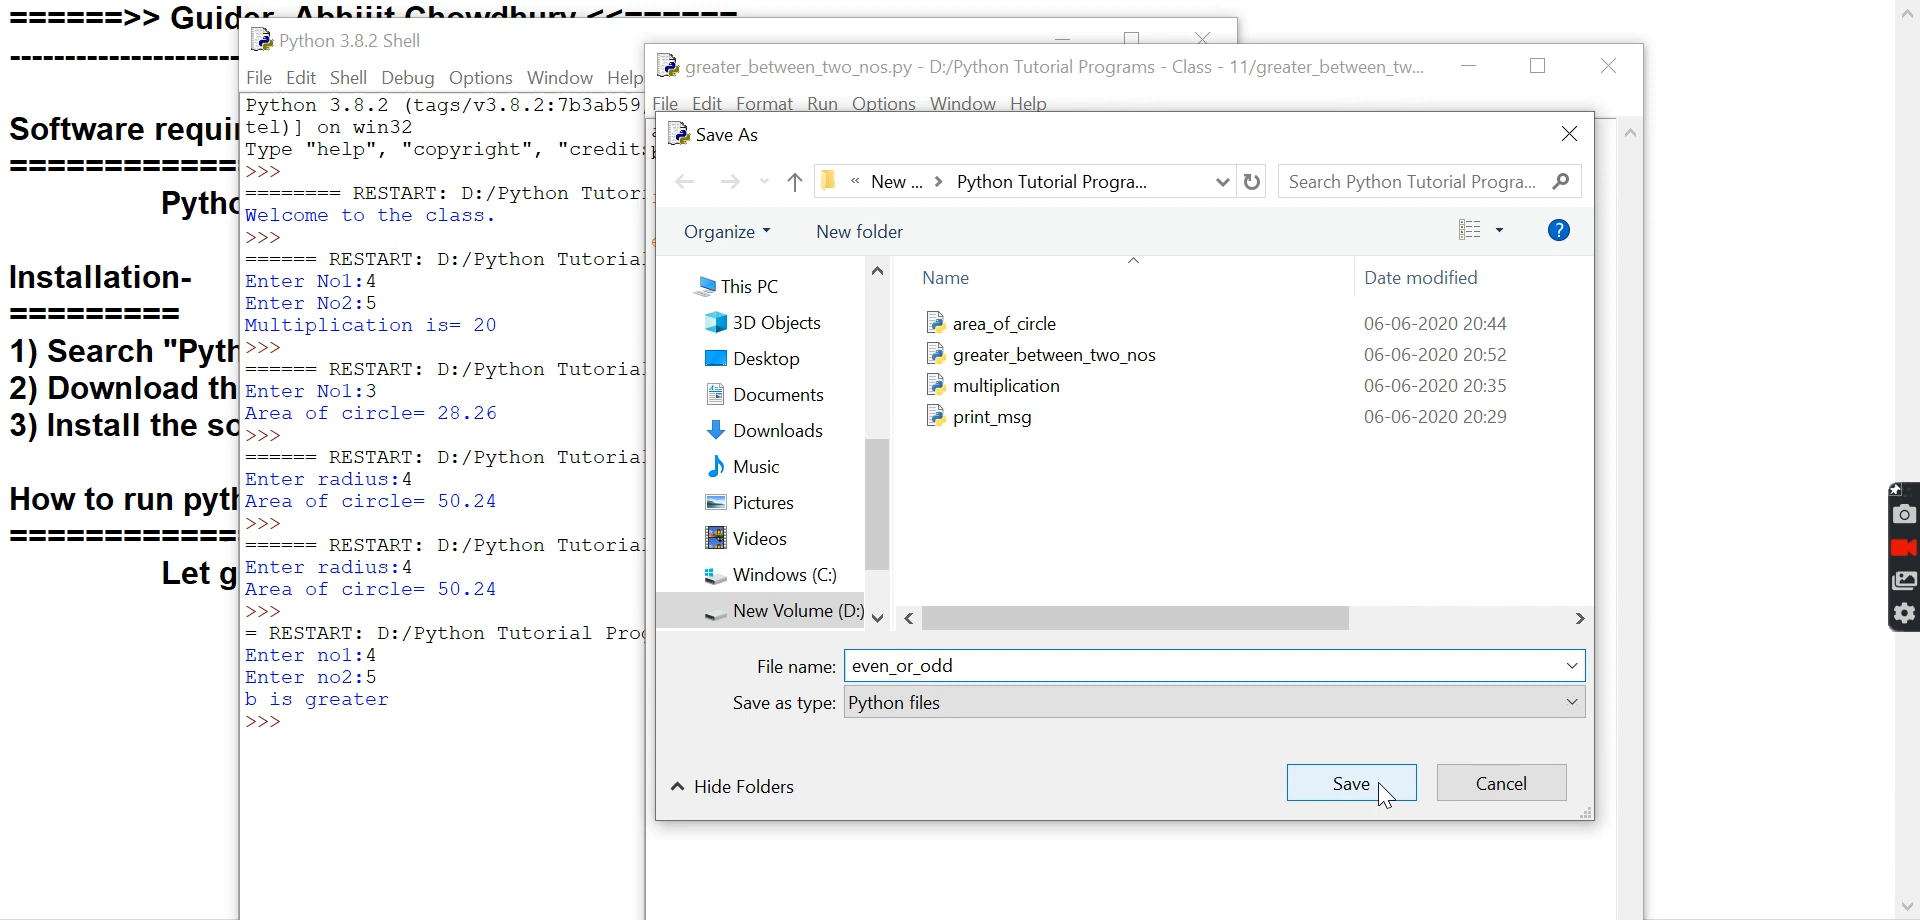 ======>> Guider
Software requir
============
Pytho
Installation-
=========
1) Search "Pyth
2) Download th
3) Install the so
How to run pyth
============
Let g
Python 3.8.2 Shell
File Edit Shell Debug Options Window Help
Python 3.8.2 (tags/v3.8.2:7b3ab59
tel)] on win32
Type "help", "copyright", "credit
>>>
======== RESTART: D:/Python Tutor
Welcome to the class.
>>>
====== RESTART: D:/Python Tutorial
Enter No1:4
Enter No2:5
Multiplication is= 20
>>>
====== RESTART: D:/Python Tutorial
Enter No1:3
Area of circle= 28.26
>>>
====== RESTART: D:/Python Tutorial
Enter radius:4
Area of circle= 50.24
>>>
====== RESTART: D:/Python Tutorial
Enter radius:4
Area of circle= 50.24
>>>
= RESTART: D:/Python Tutorial Pro
Enter no1:4
Enter no2:5
b is greater
>>>
greater_between_two_nos.py - D:/Python Tutorial Programs - Class - 11/greater_between_tw...
File Edit Format Run Options Window Help
Save As
« New ... > Python Tutorial Progra...
Search Python Tutorial Progra...
Organize
New folder
This PC
3D Objects
Desktop
Documents
Downloads
Music
Pictures
Videos
Windows (C:)
New Volume (D:)
Name Date modified
area_of_circle 06-06-2020 20:44
greater_between_two_nos 06-06-2020 20:52
multiplication 06-06-2020 20:35
print_msg 06-06-2020 20:29
File name: even_or_odd
Save as type: Python files
Hide Folders
Save
Cancel